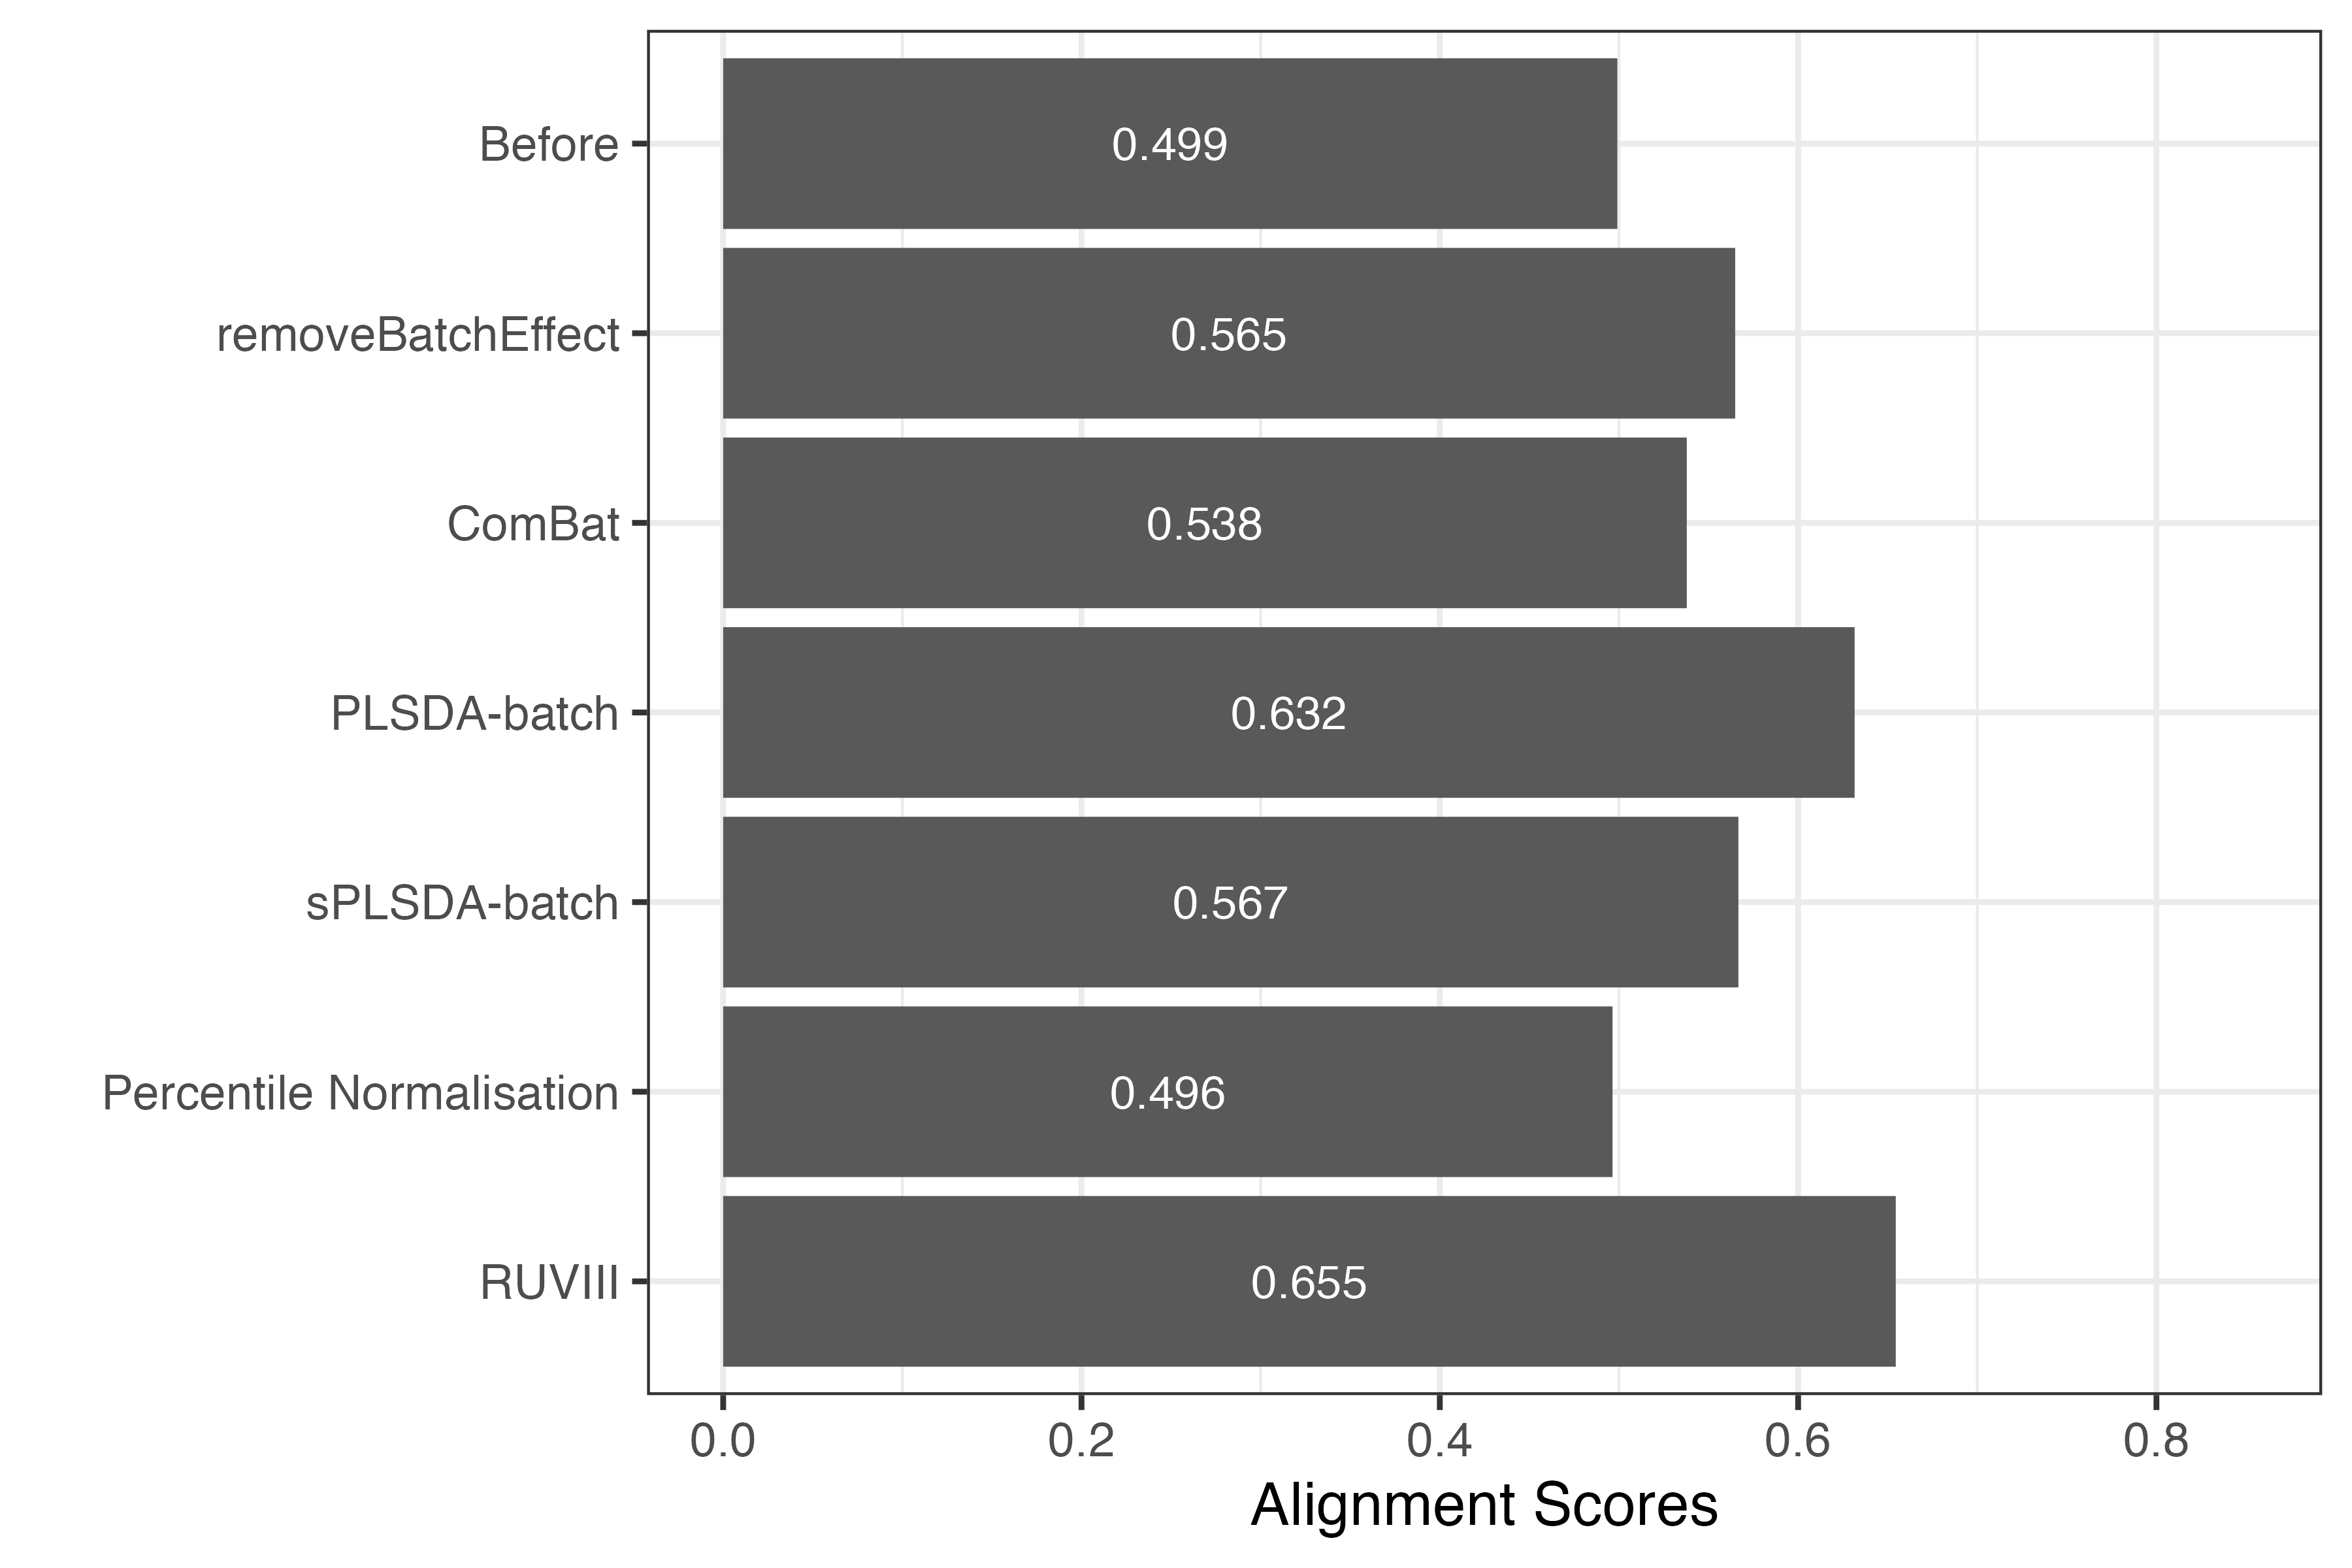 Before
0.499
removeBatchEffect
0.565
ComBat
0.538
PLSDA-batch
0.632
sPLSDA-batch
0.567
Percentile Normalisation
0.496
RUVIII
0.655
0.0 0.2 0.4 0.6 0.8
Alignment Scores